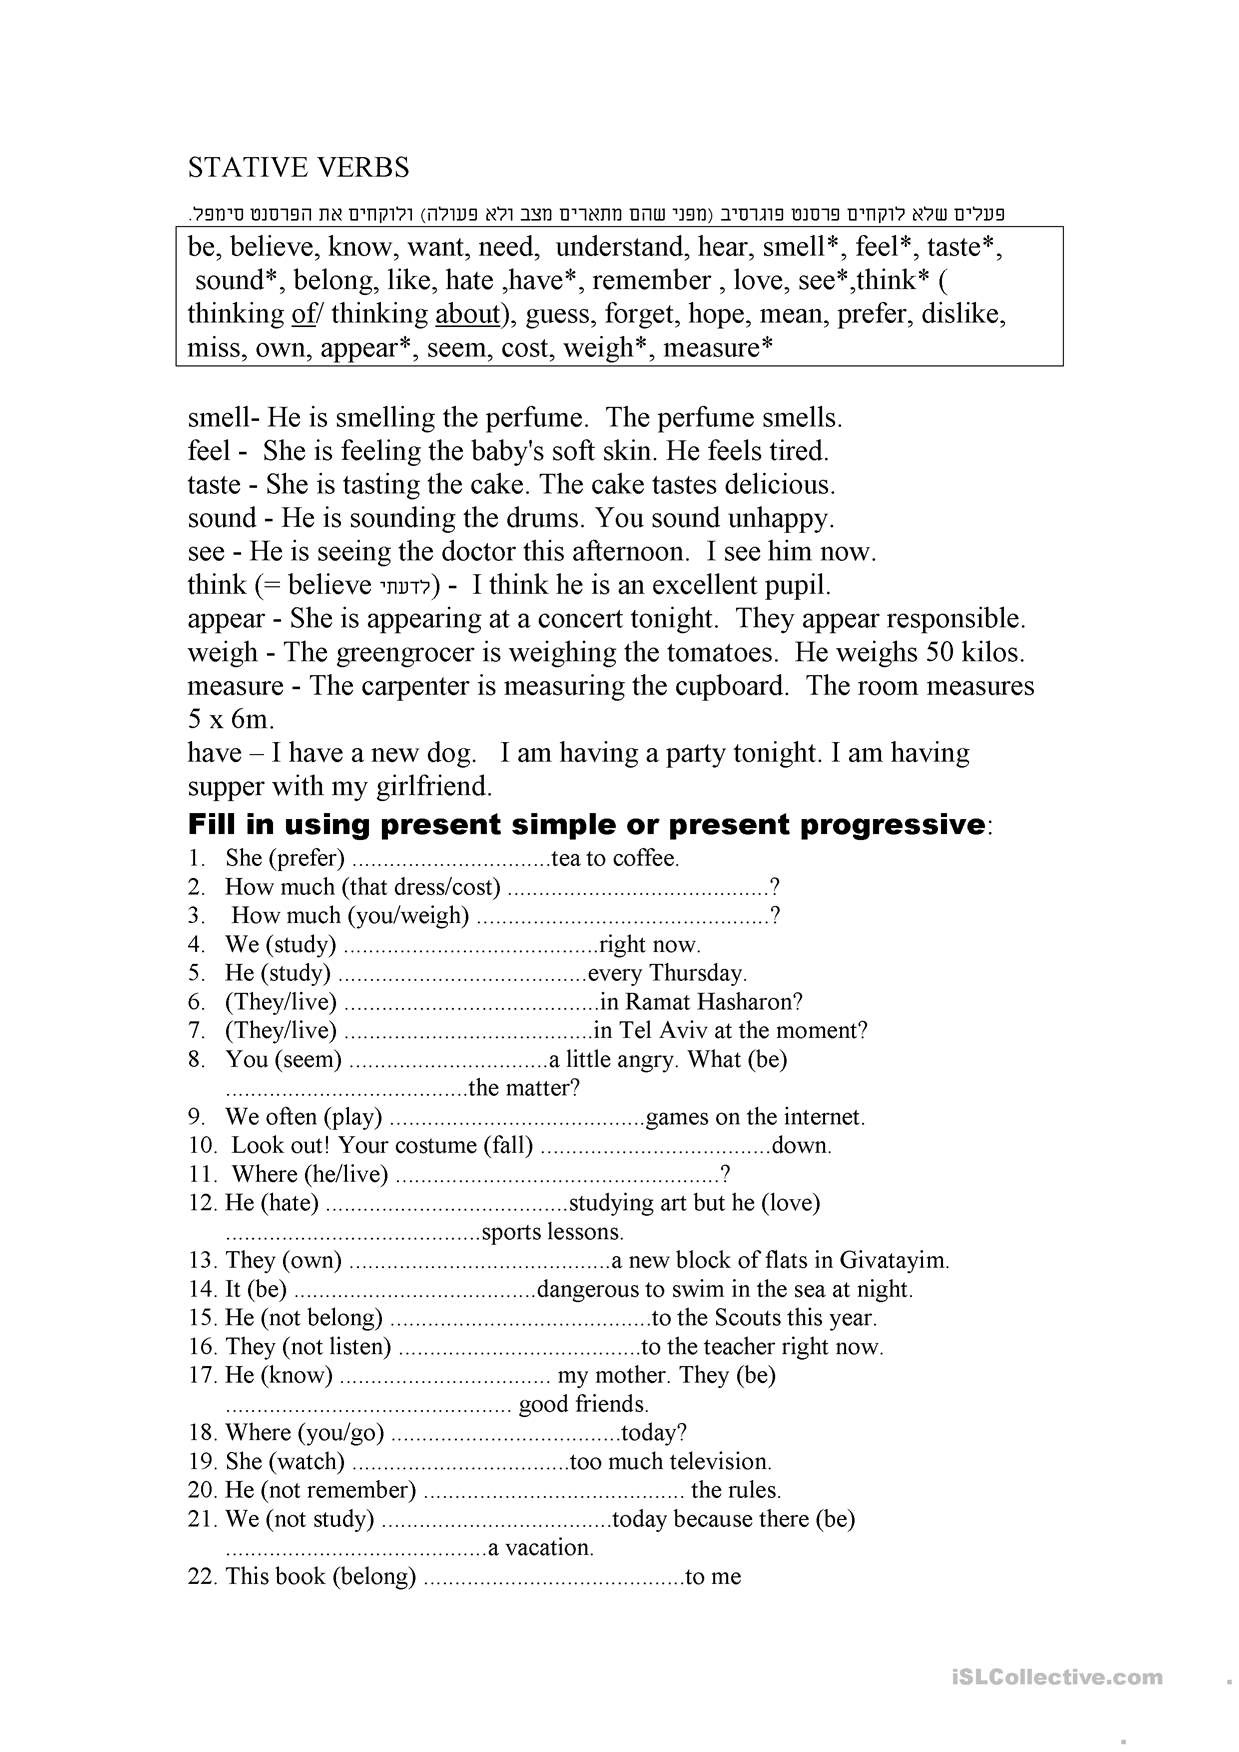 STATIVE VERBS
פעלים שלא לוקחים פרסנט פוגרסיב (מפני שהם מתארים מצב ולא פעולה) ולוקחים את הפרסנט סימפל.
be, believe, know, want, need,  understand, hear, smell*, feel*, taste*,
sound*, belong, like, hate ,have*, remember , love, see*,think* (
thinking of/ thinking about), guess, forget, hope, mean, prefer, dislike,
miss, own, appear*, seem, cost, weigh*, measure*
smell- He is smelling the perfume.  The perfume smells.
feel -  She is feeling the baby's soft skin. He feels tired.
taste - She is tasting the cake. The cake tastes delicious.
sound - He is sounding the drums. You sound unhappy.
see - He is seeing the doctor this afternoon.  I see him now.
think (= believe לדעתי) -  I think he is an excellent pupil.
appear - She is appearing at a concert tonight.  They appear responsible.
weigh - The greengrocer is weighing the tomatoes.  He weighs 50 kilos.
measure - The carpenter is measuring the cupboard.  The room measures
5 x 6m.
have – I have a new dog.   I am having a party tonight. I am having
supper with my girlfriend.
Fill in using present simple or present progressive:
1. She (prefer) ................................tea to coffee.
2. How much (that dress/cost) ..........................................?
3. How much (you/weigh) ...............................................?
4. We (study) .........................................right now.
5. He (study) ........................................every Thursday.
6. (They/live) .........................................in Ramat Hasharon?
7. (They/live) ........................................in Tel Aviv at the moment?
8. You (seem) ................................a little angry. What (be)
.......................................the matter?
9. We often (play) .........................................games on the internet.
10. Look out! Your costume (fall) .....................................down.
11. Where (he/live) ....................................................?
12. He (hate) .......................................studying art but he (love)
.........................................sports lessons.
13. They (own) ..........................................a new block of flats in Givatayim.
14. It (be) .......................................dangerous to swim in the sea at night.
15. He (not belong) ..........................................to the Scouts this year.
16. They (not listen) .......................................to the teacher right now.
17. He (know) .................................. my mother. They (be)
.............................................. good friends.
18. Where (you/go) .....................................today?
19. She (watch) ...................................too much television.
20. He (not remember) .......................................... the rules.
21. We (not study) .....................................today because there (be)
..........................................a vacation.
22. This book (belong) ..........................................to me
iSLCollective.com